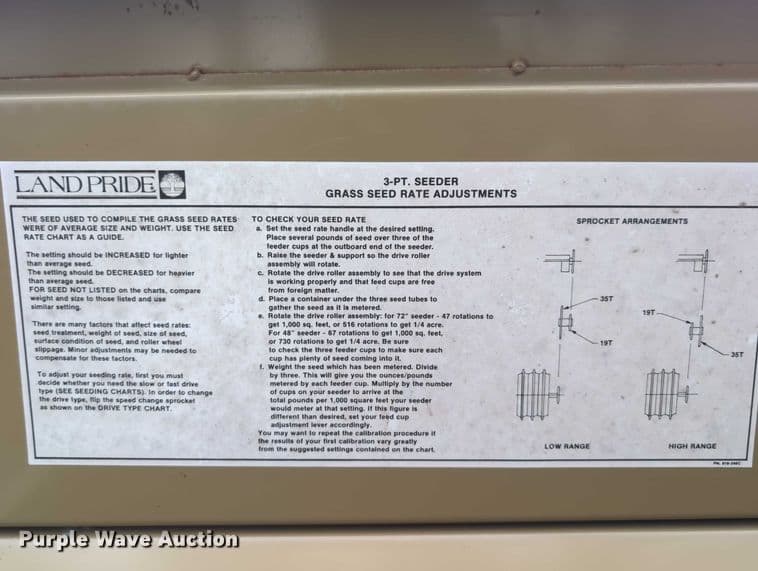 LAND PRIDE
3-PT. SEEDER
GRASS SEED RATE ADJUSTMENTS
THE SEED USED TO COMPILE THE GRASS SEED RATES
WERE OF AVERAGE SIZE AND WEIGHT. USE THE SEED
RATE CHART AS A GUIDE.
The setting should be INCREASED for lighter
than average seed.
The setting should be DECREASED for heavier
than average seed.
FOR SEED NOT LISTED on the charts, compare
weight and size to those listed and use
similar setting.
There are many factors that affect seed rates:
seed treatment, weight of seed, size of seed,
surface condition of seed, and roller wheel
slippage. Minor adjustments may be needed to
compensate for these factors.
To adjust your seeding rate, first you must
decide whether you need the slow or fast drive
type (SEE SEEDING CHARTS). In order to change
the drive type, flip the speed change sprocket
as shown on the DRIVE TYPE CHART.
TO CHECK YOUR SEED RATE
a. Set the seed rate handle at the desired setting.
Place several pounds of seed over three of the
feeder cups at the outboard end of the seeder.
b. Raise the seeder & support so the drive roller
assembly will rotate.
c. Rotate the drive roller assembly to see that the drive system
is working properly and that feed cups are free
from foreign matter.
d. Place a container under the three seed tubes to
gather the seed as it is metered.
e. Rotate the drive roller assembly: for 72" seeder - 47 rotations to
get 1,000 sq. feet, or 516 rotations to get 1/4 acre.
For 48" seeder - 67 rotations to get 1,000 sq. feet,
or 730 rotations to get 1/4 acre. Be sure
to check the three feeder cups to make sure each
cup has plenty of seed coming into it.
f. Weight the seed which has been metered. Divide
by three. This will give you the ounces/pounds
metered by each feeder cup. Multiply by the number
of cups on your seeder to arrive at the
total pounds per 1,000 square feet your seeder
would meter at that setting. If this figure is
different than desired, set your feed cup
adjustment lever accordingly.
You may want to repeat the calibration procedure if
the results of your first calibration vary greatly
from the suggested settings contained on the chart.
SPROCKET ARRANGEMENTS
35T
19T
19T
35T
LOW RANGE
HIGH RANGE
Purple Wave Auction